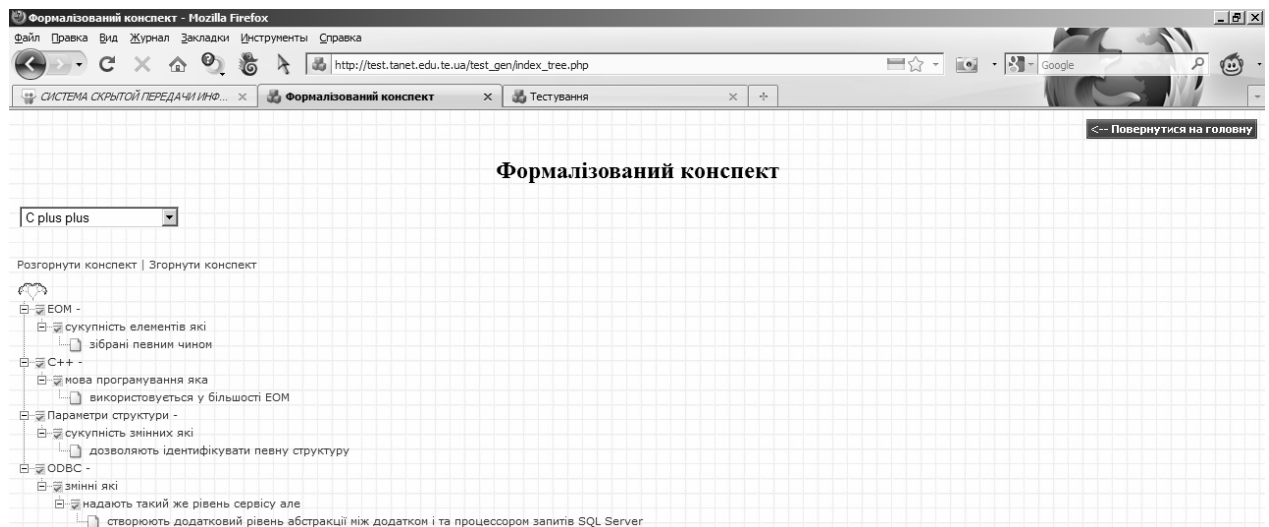 Формалізований конспект - Mozilla Firefox
Файл Правка Вид Журнал Закладки Инструменты Справка
http://test.tanet.edu.te.ua/test_gen/index_tree.php Google
СИСТЕМА СКРЫТОЙ ПЕРЕДАЧИ ИНФ... Формалізований конспект Тестування
<-- Повернутися на головну
Формалізований конспект
C plus plus
Розгорнути конспект | Згорнути конспект
ЕОМ -
сукупність елементів які
зібрані певним чином
C++ -
мова програмування яка
використовується у більшості ЕОМ
Параметри структури -
сукупність змінних які
дозволяють ідентифікувати певну структуру
ODBC -
змінні які
надають такий же рівень сервісу але
створюють додатковий рівень абстракції між додатком і та процессором запитів SQL Server